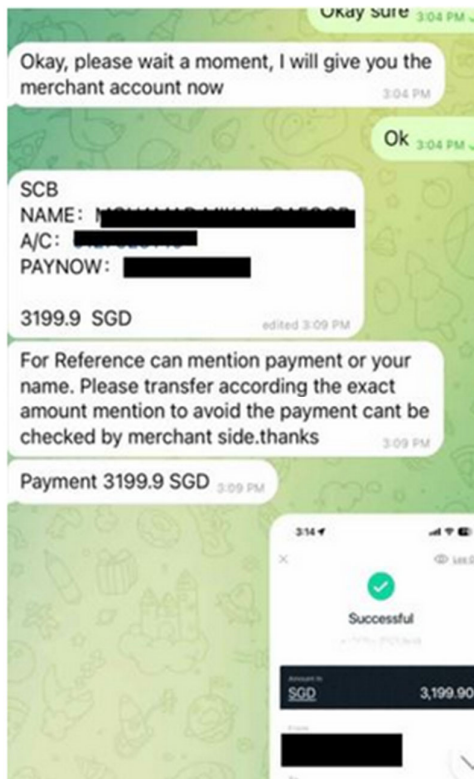 Okay sure 3:04 PM
Okay, please wait a moment, I will give you the
merchant account now
3:04 PM
Ok 3:04 PM
SCB
NAME:
A/C:
PAYNOW:
3199.9 SGD
edited 3:09 PM
For Reference can mention payment or your
name. Please transfer according the exact
amount mention to avoid the payment cant be
checked by merchant side.thanks
3:09 PM
Payment 3199.9 SGD 3:09 PM
3:14
Successful
SGD 3,199.90